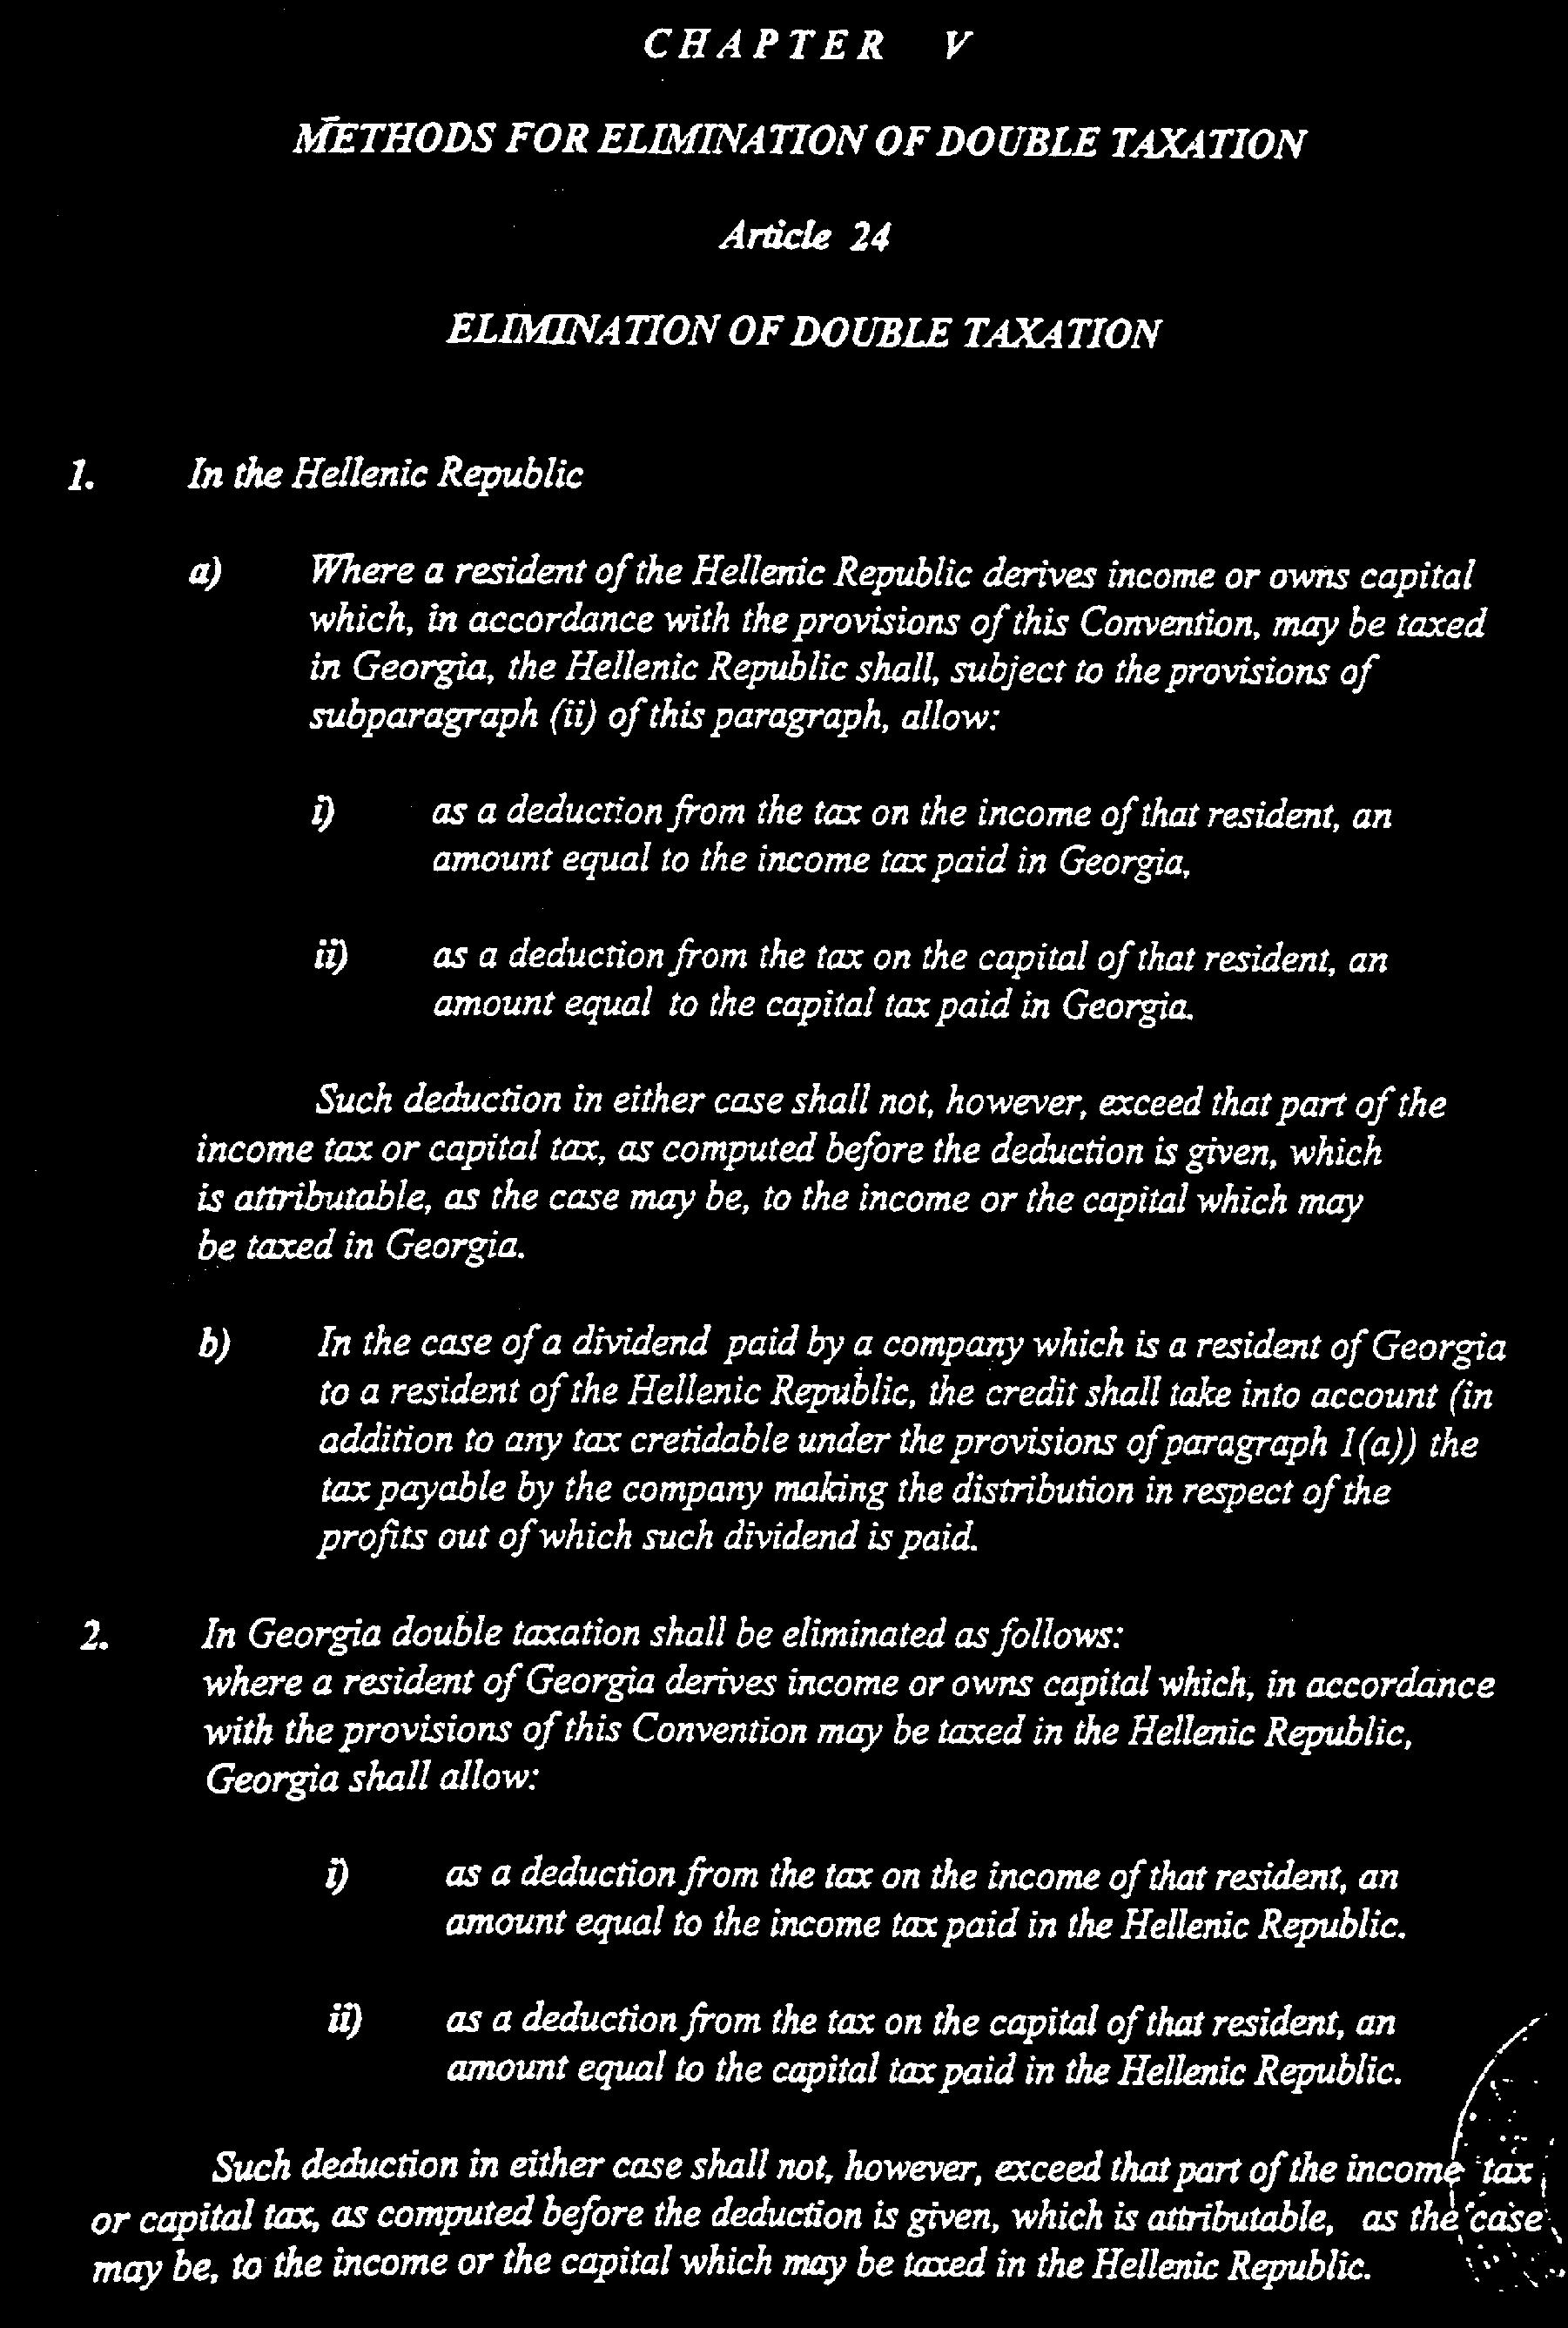 CHAPTER V
METHODS FOR ELIMINATION OF DOUBLE TAXATION
Article 24
ELIMINATION OF DOUBLE TAXATION
1. In the Hellenic Republic
a) Where a resident of the Hellenic Republic derives income or owns capital
which, in accordance with the provisions of this Convention, may be taxed
in Georgia, the Hellenic Republic shall, subject to the provisions of
subparagraph (ii) of this paragraph, allow:
i) as a deduction from the tax on the income of that resident, an
amount equal to the income tax paid in Georgia,
ii) as a deduction from the tax on the capital of that resident, an
amount equal to the capital tax paid in Georgia.
Such deduction in either case shall not, however, exceed that part of the
income tax or capital tax, as computed before the deduction is given, which
is attributable, as the case may be, to the income or the capital which may
be taxed in Georgia.
b) In the case of a dividend paid by a company which is a resident of Georgia
to a resident of the Hellenic Republic, the credit shall take into account (in
addition to any tax cretidable under the provisions of paragraph 1(a)) the
tax payable by the company making the distribution in respect of the
profits out of which such dividend is paid.
2. In Georgia double taxation shall be eliminated as follows:
where a resident of Georgia derives income or owns capital which, in accordance
with the provisions of this Convention may be taxed in the Hellenic Republic,
Georgia shall allow:
i) as a deduction from the tax on the income of that resident, an
amount equal to the income tax paid in the Hellenic Republic.
ii) as a deduction from the tax on the capital of that resident, an
amount equal to the capital tax paid in the Hellenic Republic.
Such deduction in either case shall not, however, exceed that part of the income tax
or capital tax, as computed before the deduction is given, which is attributable, as the case
may be, to the income or the capital which may be taxed in the Hellenic Republic.